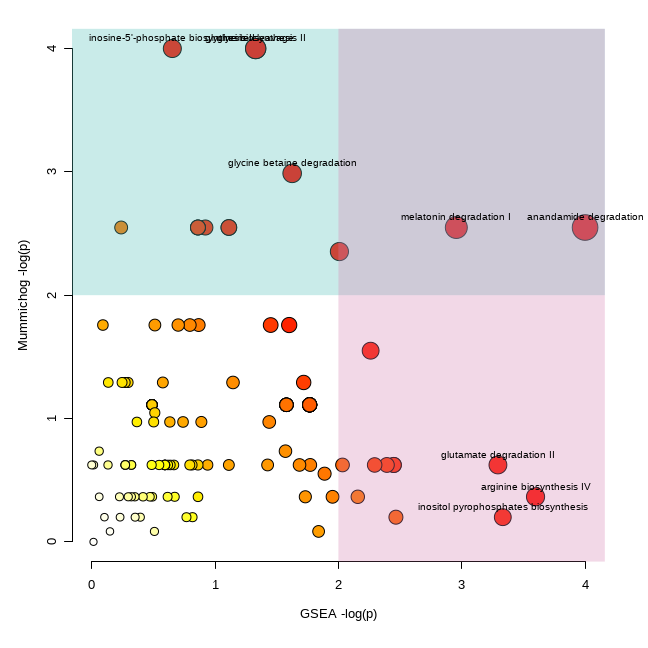 inosine-5'-phosphate
glycine betaine degradation
melatonin degradation I
anandamide degradation
glutamate degradation II
arginine biosynthesis IV
inositol pyrophosphates biosynthesis
4
3
2
1
0
Mummichog -log(p)
0 1 2 3 4
GSEA -log(p)